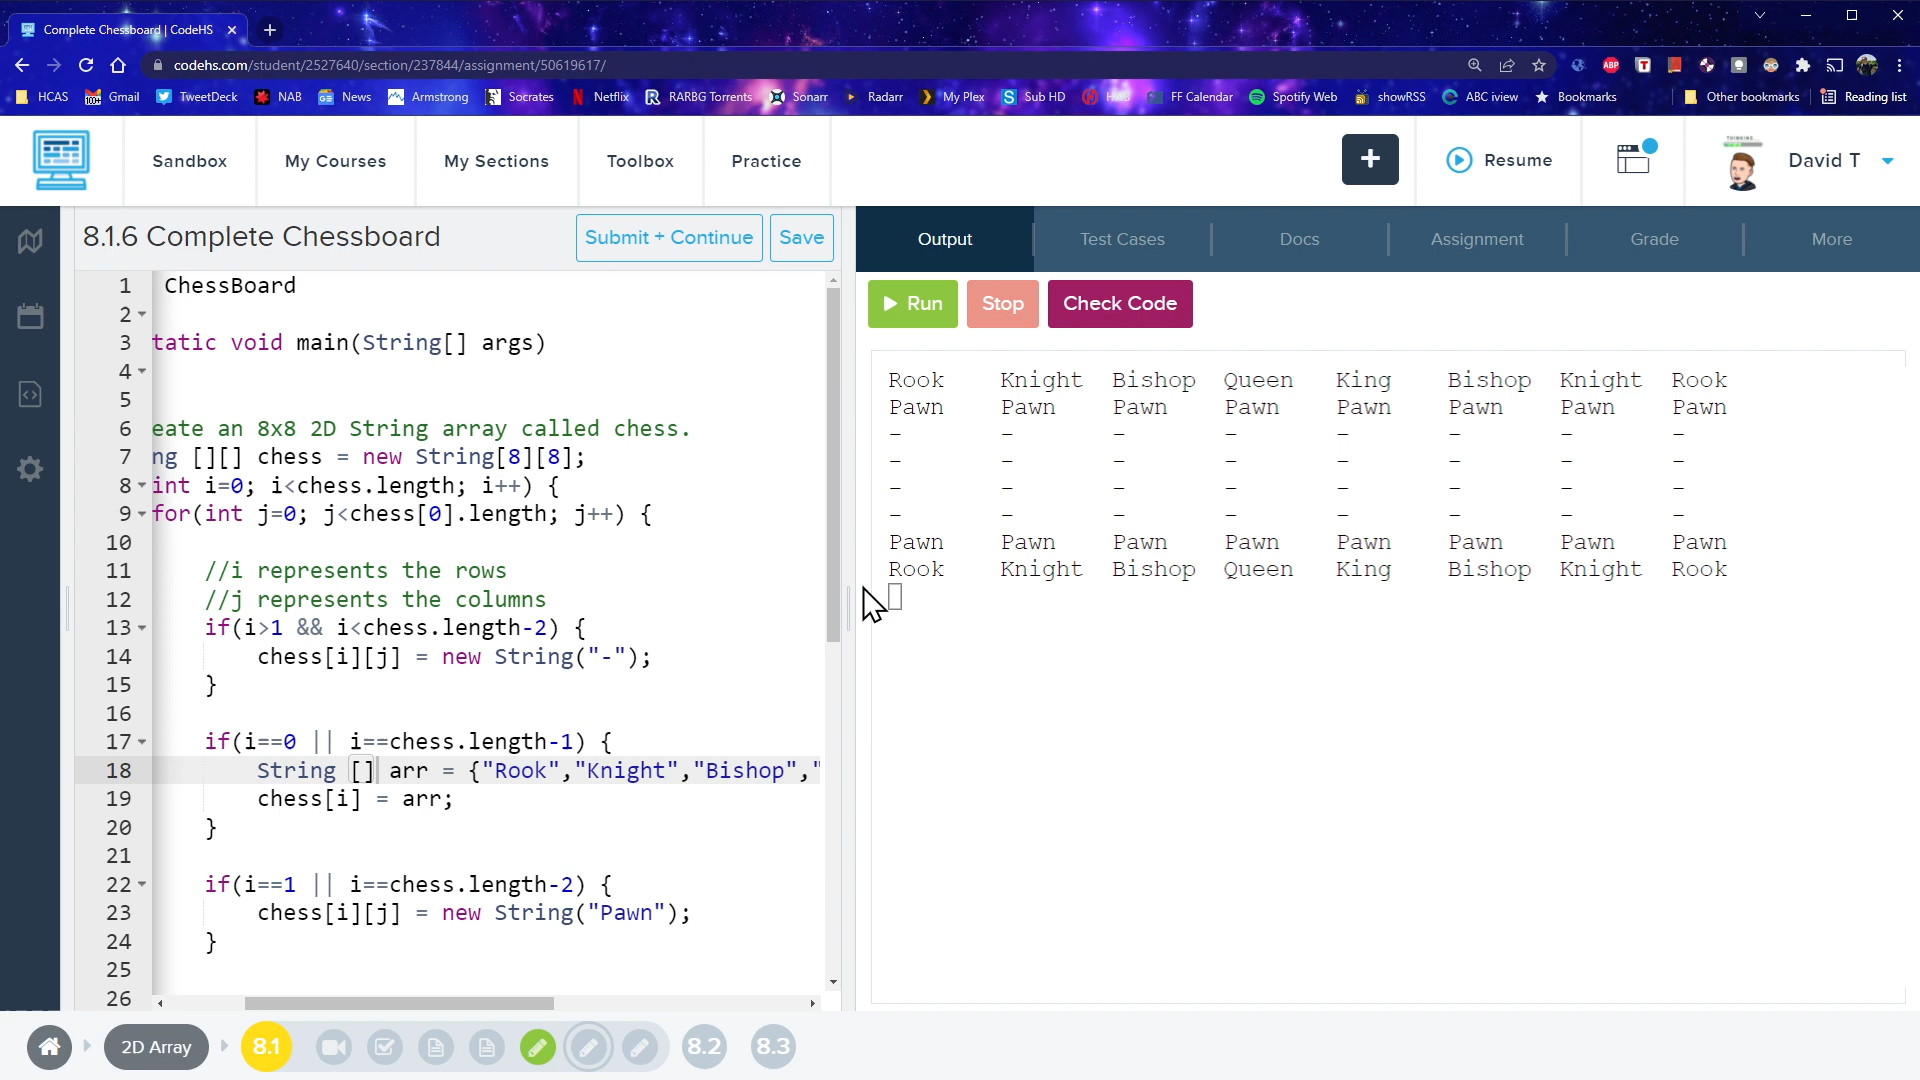 Complete Chessboard | CodeHS
codehs.com/student/2527640/section/237844/assignment/50619617/
HCAS Gmail TweetDeck NAB News Armstrong Socrates Netflix RARBG Torrents Sonarr Radarr My Plex Sub HD FF Calendar Spotify Web showRSS ABC iview Bookmarks Other bookmarks Reading list
Sandbox My Courses My Sections Toolbox Practice + Resume David T
8.1.6 Complete Chessboard Submit + Continue Save
Output Test Cases Docs Assignment Grade More
Run Stop Check Code
1 ChessBoard
2
3 tatic void main(String[] args)
4
5
6 eate an 8x8 2D String array called chess.
7 ng [][] chess = new String[8][8];
8 int i=0; i<chess.length; i++) {
9 for(int j=0; j<chess[0].length; j++) {
10
11 //i represents the rows
12 //j represents the columns
13 if(i>1 && i<chess.length-2) {
14 chess[i][j] = new String("-");
15 }
16
17 if(i==0 || i==chess.length-1) {
18 String [] arr = {"Rook","Knight","Bishop","
19 chess[i] = arr;
20 }
21
22 if(i==1 || i==chess.length-2) {
23 chess[i][j] = new String("Pawn");
24 }
25
26
Rook Knight Bishop Queen King Bishop Knight Rook
Pawn Pawn Pawn Pawn Pawn Pawn Pawn Pawn
- - - - - - - -
- - - - - - - -
- - - - - - - -
- - - - - - - -
Pawn Pawn Pawn Pawn Pawn Pawn Pawn Pawn
Rook Knight Bishop Queen King Bishop Knight Rook
2D Array 8.1 8.2 8.3